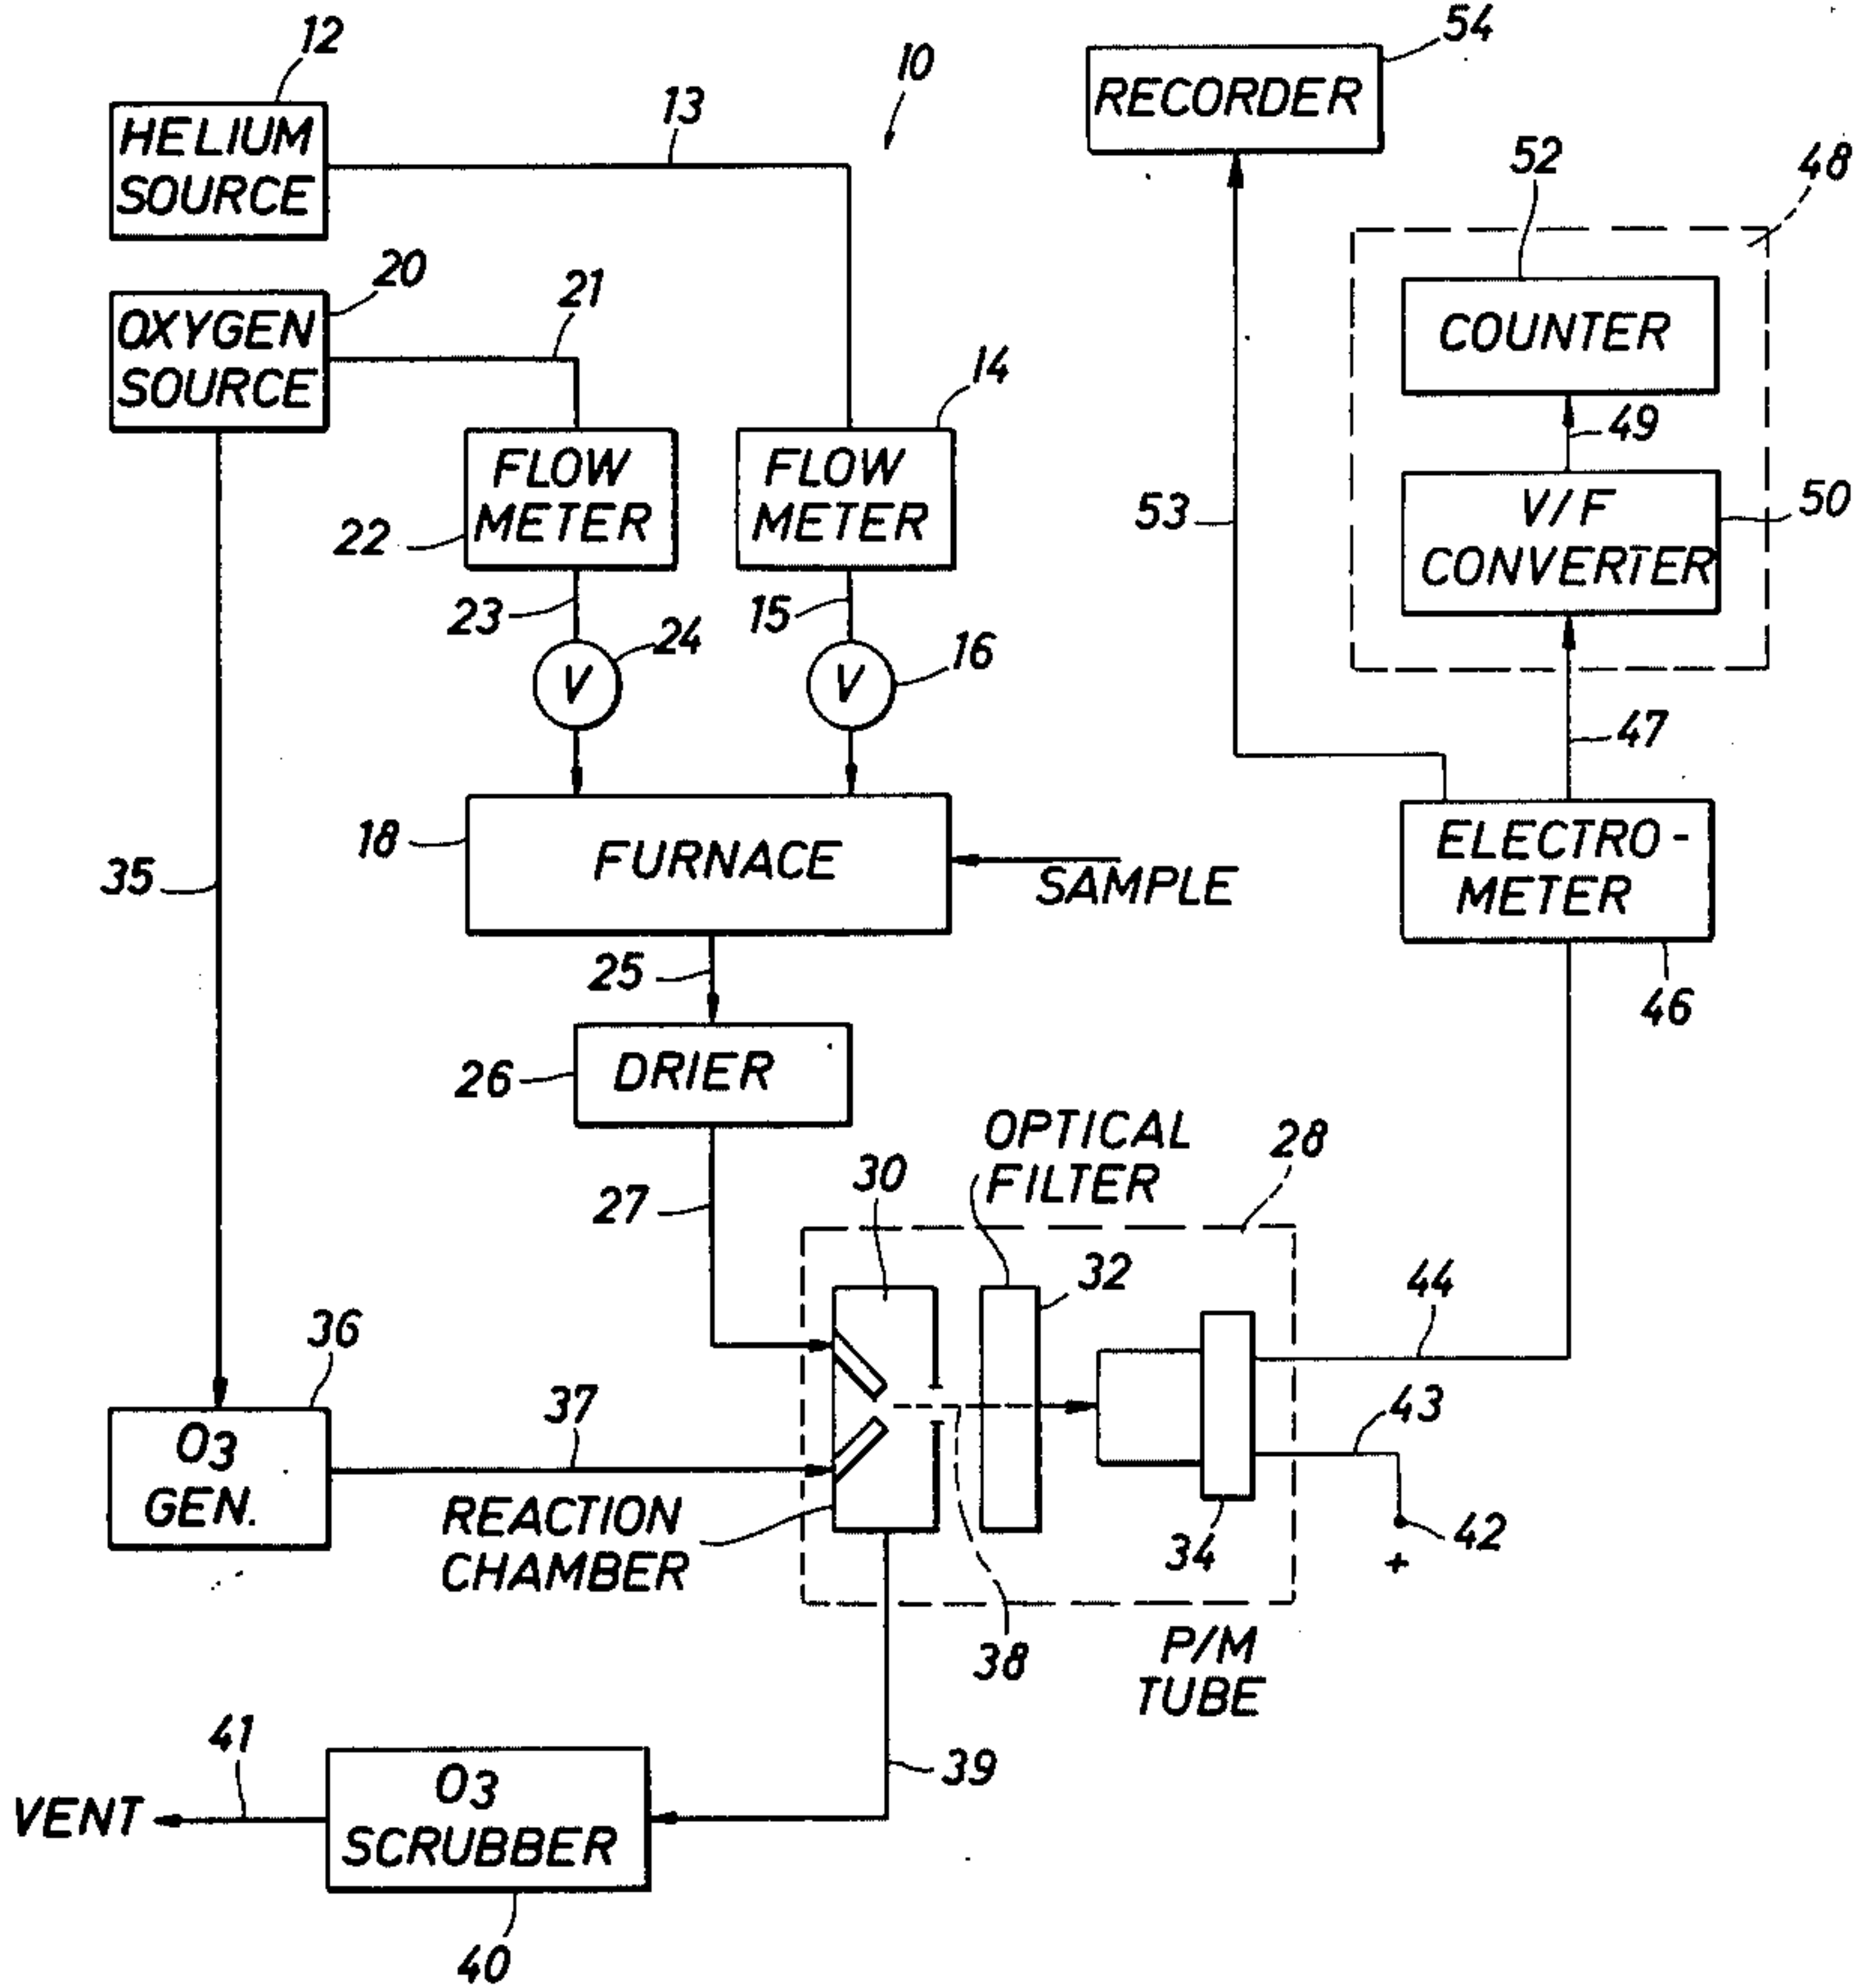 12
HELIUM
SOURCE
13
10
54
RECORDER
52
48
20
OXYGEN
SOURCE
21
14
COUNTER
49
FLOW
METER
22
FLOW
METER
53
V/F
CONVERTER
50
23
15
24
V
16
V
47
18
FURNACE
SAMPLE
ELECTRO-
METER
35
25
46
26
DRIER
OPTICAL
FILTER
28
30
27
32
44
36
O3
GEN.
37
43
REACTION
CHAMBER
34
42
+
38
P/M
TUBE
41
39
VENT
O3
SCRUBBER
40